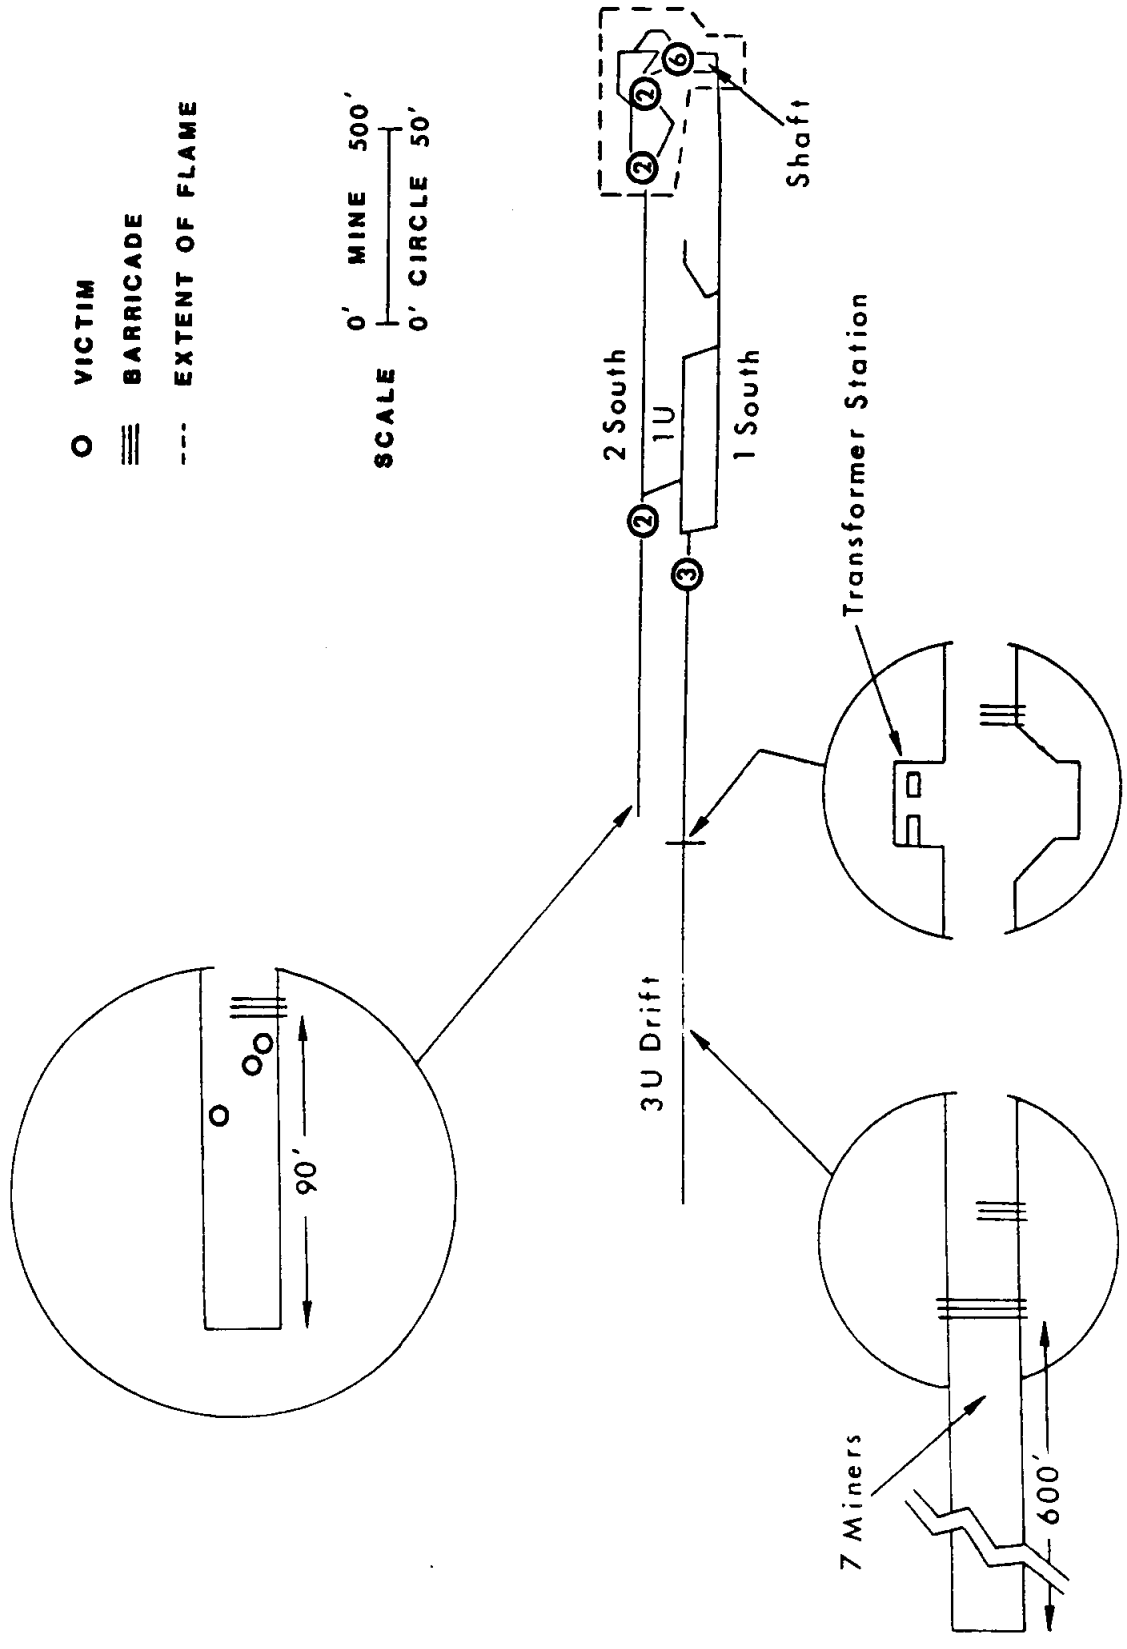 O VICTIM
BARRICADE
--- EXTENT OF FLAME
SCALE
0' MINE 500'
0' CIRCLE 50'
2 South
1U
1 South
2
2
6
2
3
Shaft
Transformer Station
3U Drift
90'
7 Miners
600'